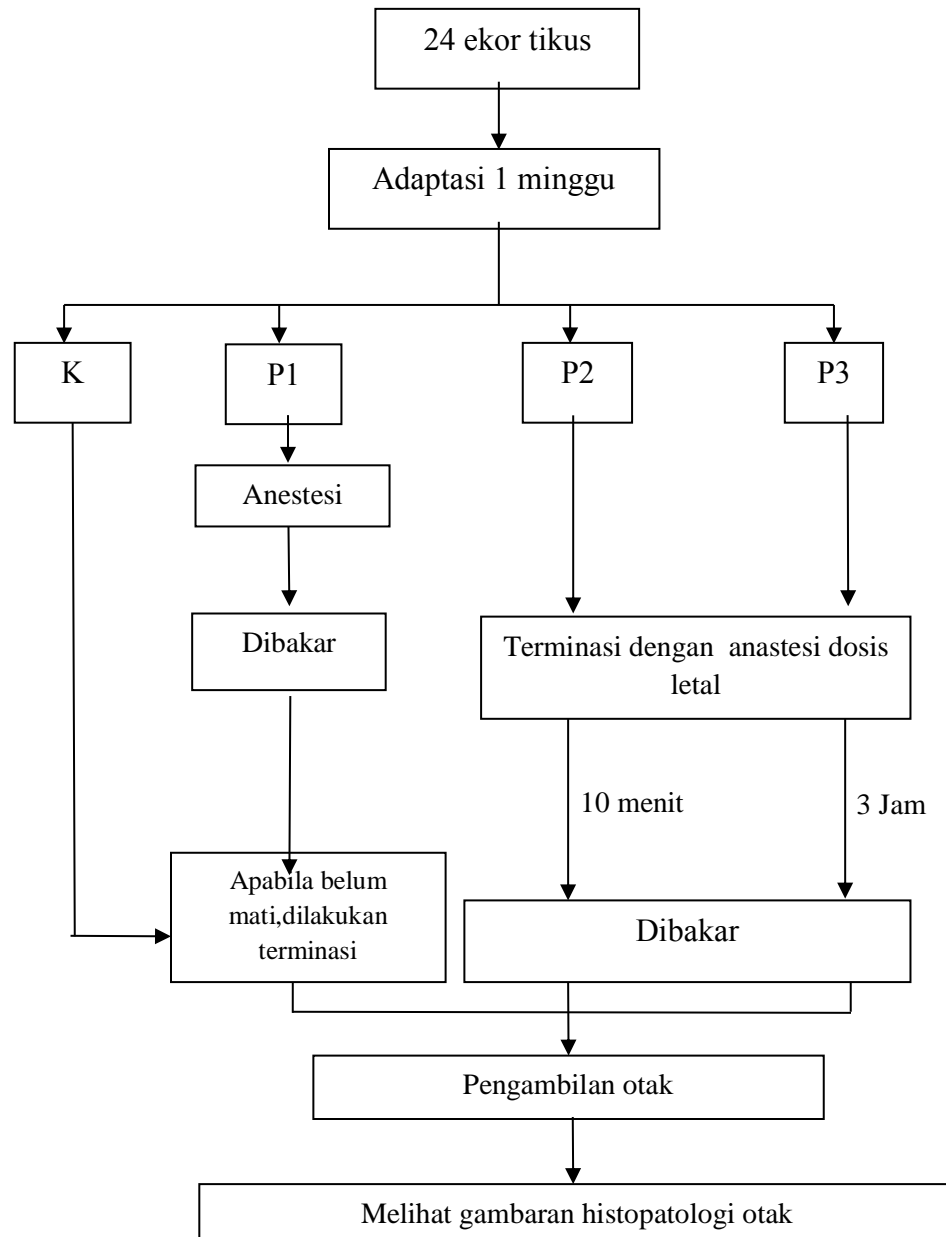 24 ekor tikus
Adaptasi 1 minggu
K
P1
P2
P3
Anestesi
Dibakar
Terminasi dengan  anastesi dosis
letal
10 menit
3 Jam
Apabila belum
mati,dilakukan
terminasi
Dibakar
Pengambilan otak
Melihat gambaran histopatologi otak